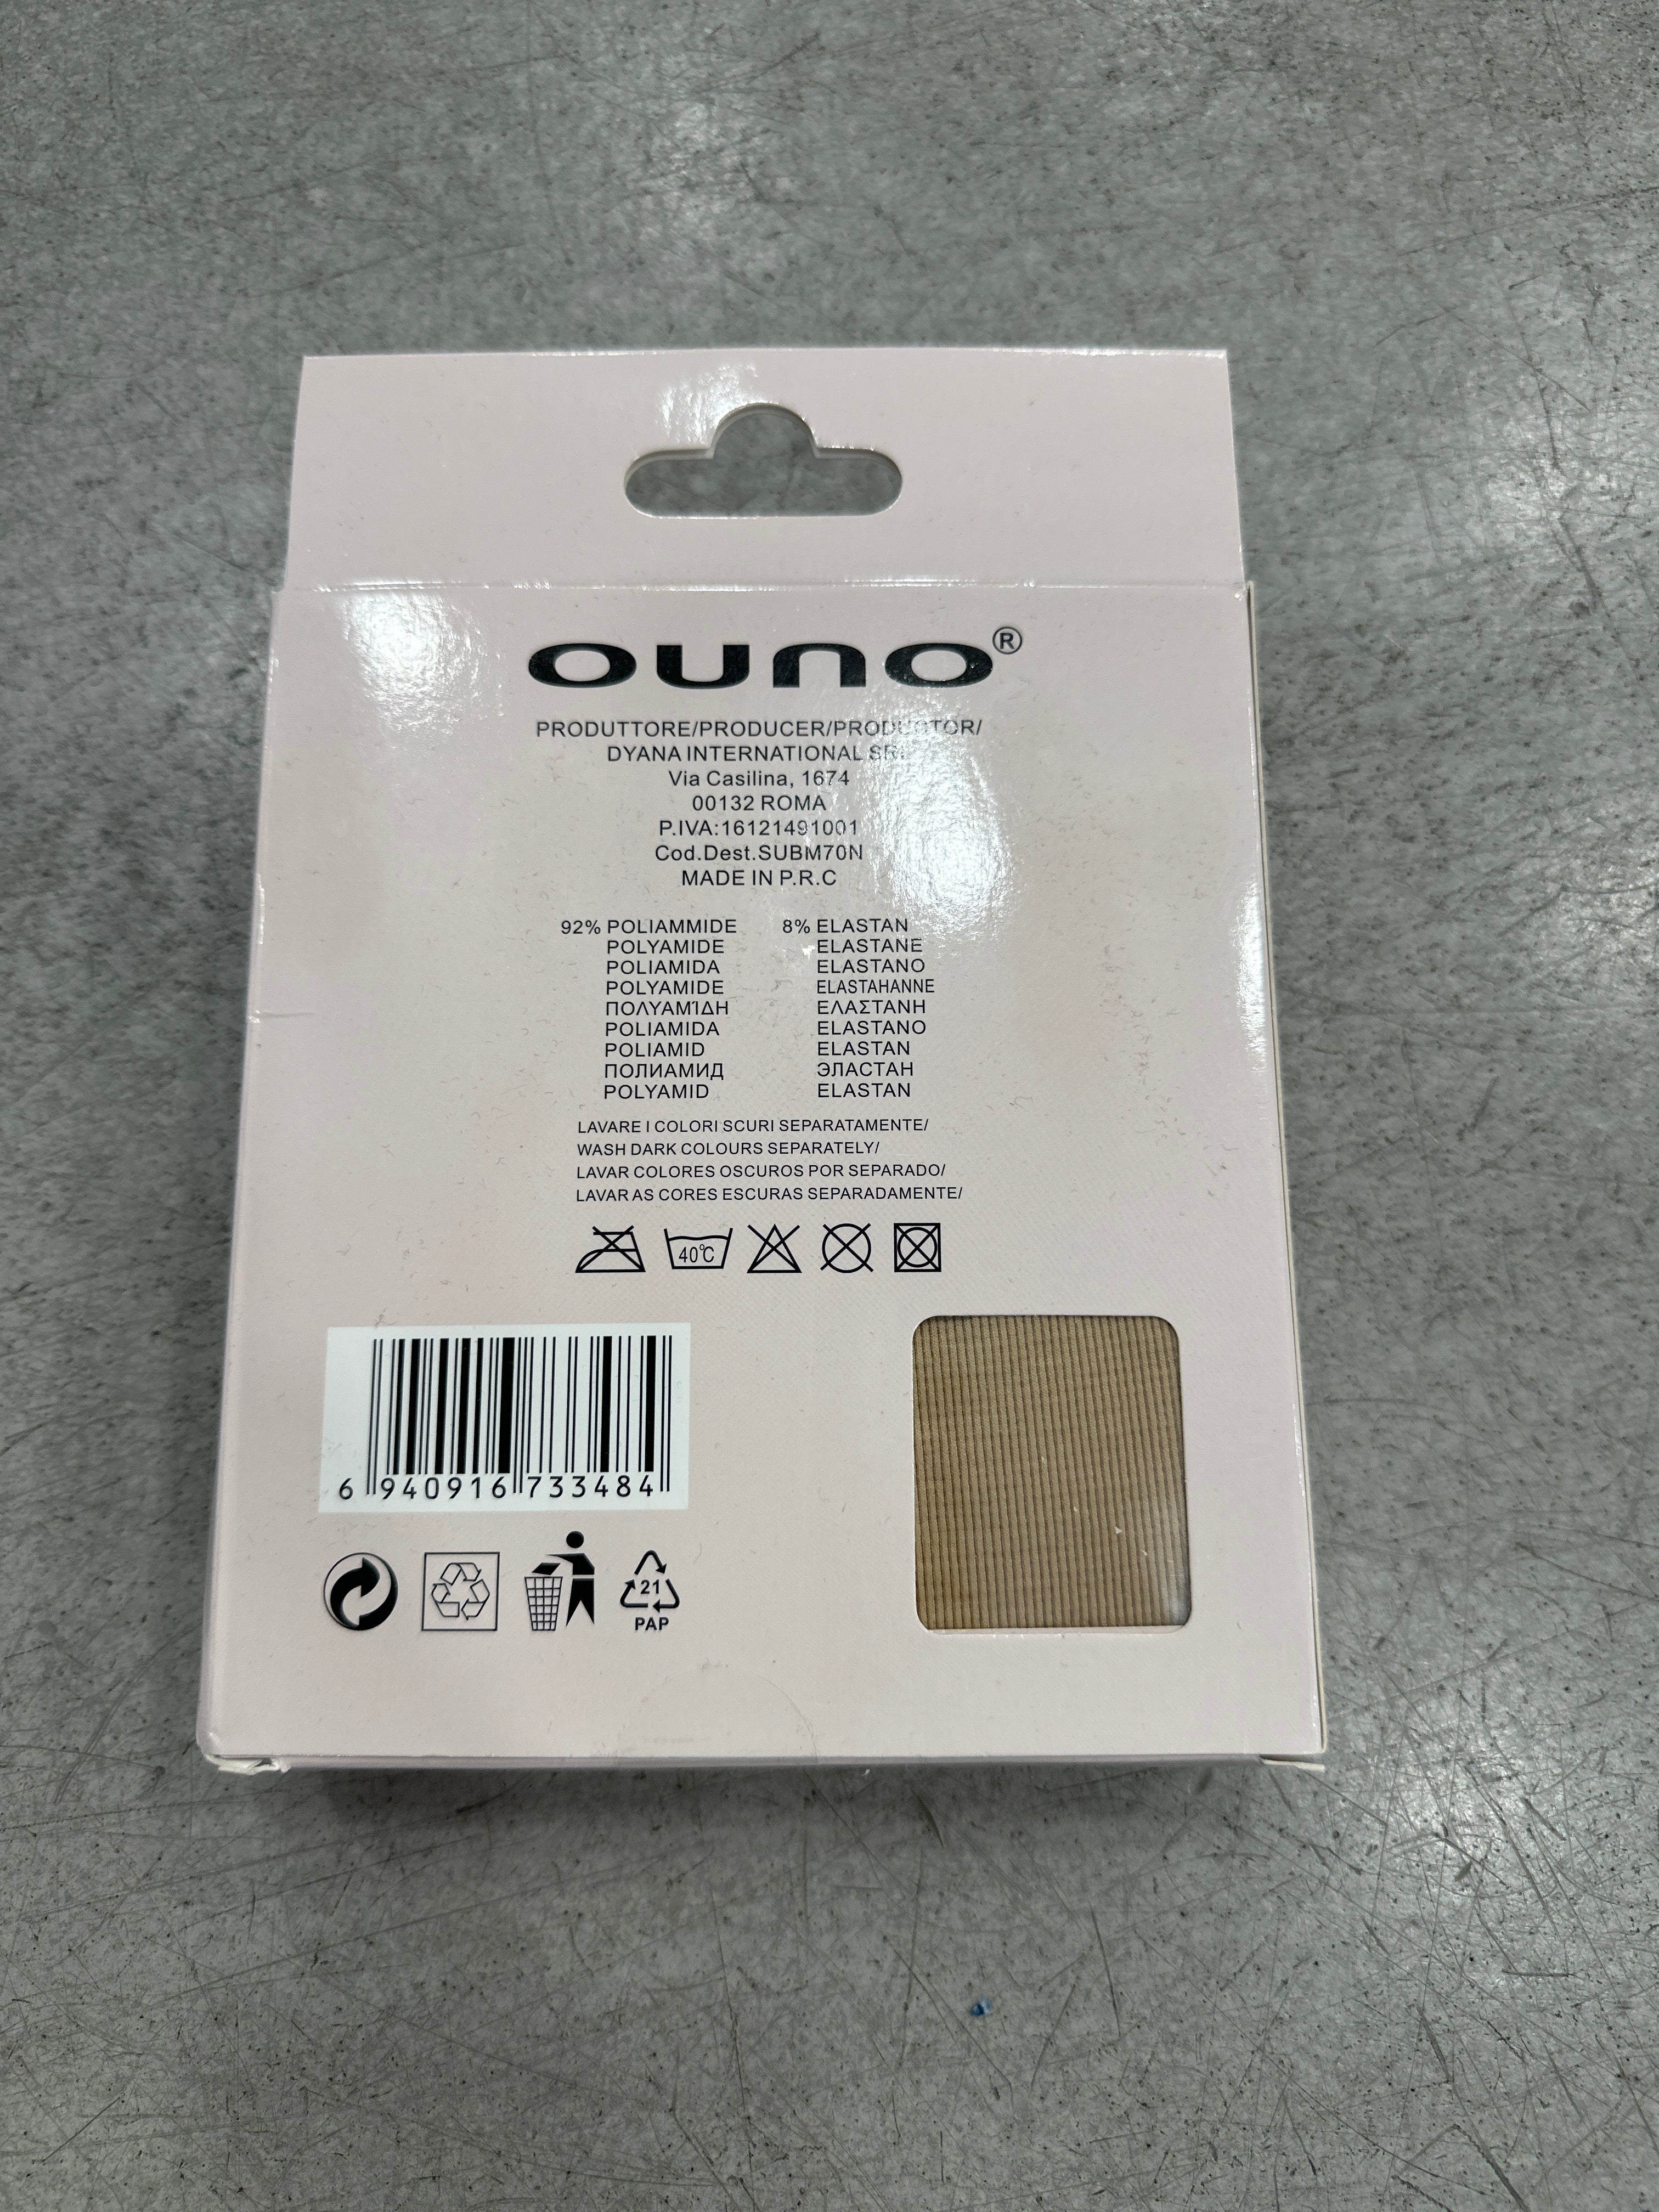 OUNO®
PRODUTTORE/PRODUCER/PRODUCTOR/
DYANA INTERNATIONAL SRL
Via Casilina, 1674
00132 ROMA
P.IVA:16121491001
Cod.Dest.SUBM70N
MADE IN P.R.C
92% POLIAMMIDE 8% ELASTAN
POLYAMIDE ELASTANE
POLIAMIDA ELASTANO
POLYAMIDE ELASTAHANNE
ΠΟΛΥΑΜΊΔΗ ΕΛΑΣΤΑΝΗ
POLIAMIDA ELASTANO
POLIAMID ELASTAN
ПОЛИАМИД ЭЛАСТАН
POLYAMID ELASTAN
LAVARE I COLORI SCURI SEPARATAMENTE/
WASH DARK COLOURS SEPARATELY/
LAVAR COLORES OSCUROS POR SEPARADO/
LAVAR AS CORES ESCURAS SEPARADAMENTE/
40°C
6 940916 733484
21
PAP